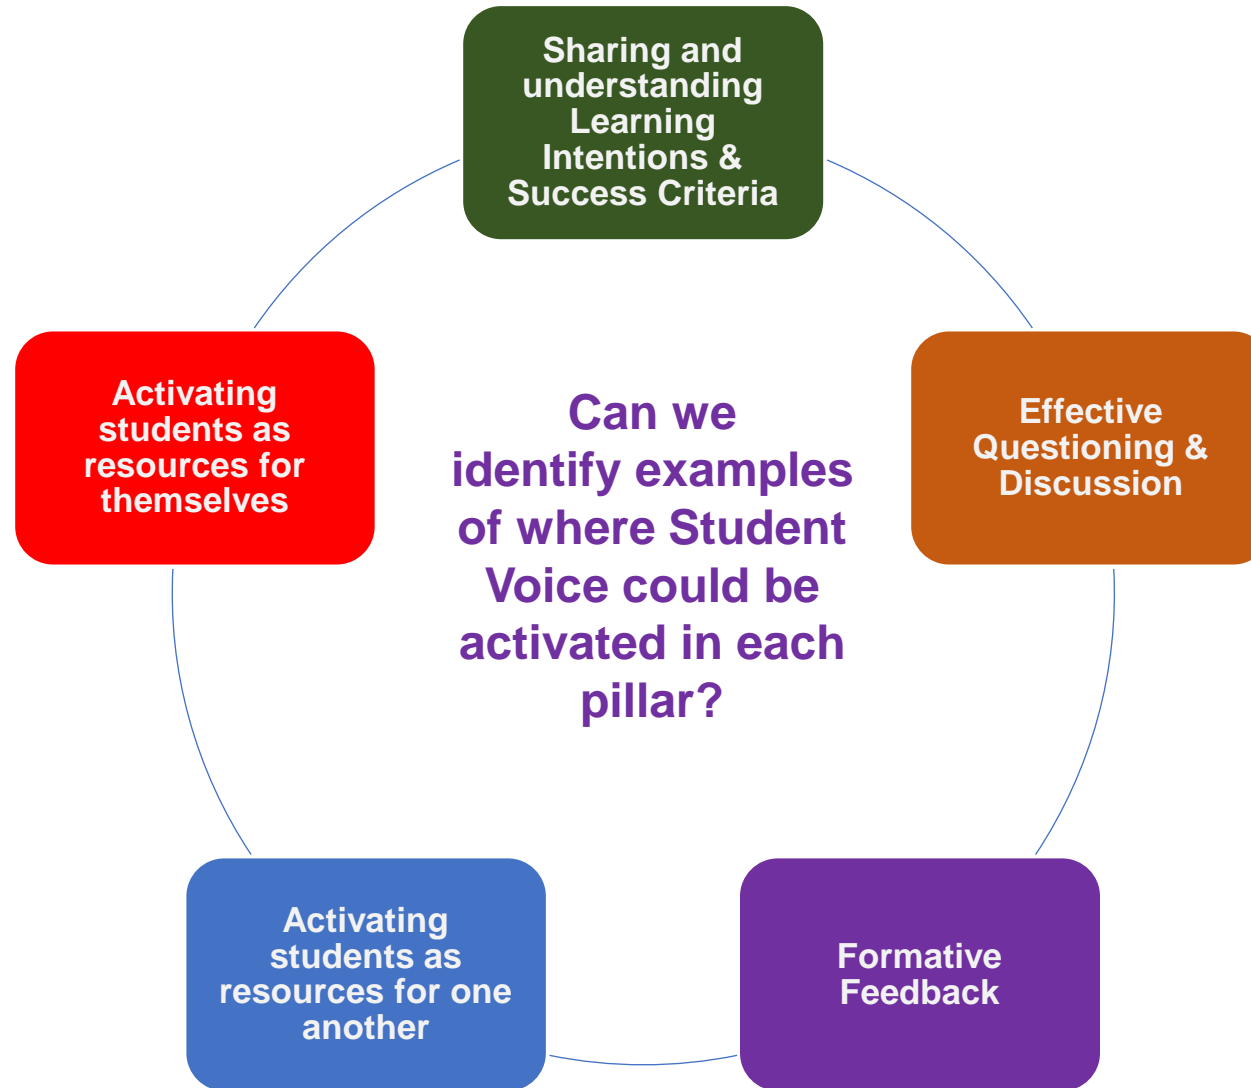 Sharing and
understanding
Learning
Intentions &
Success Criteria
Effective
Questioning &
Discussion
Formative
Feedback
Activating
students as
resources for one
another
Activating
students as
resources for
themselves
Can we
identify examples
of where Student
Voice could be
activated in each
pillar?